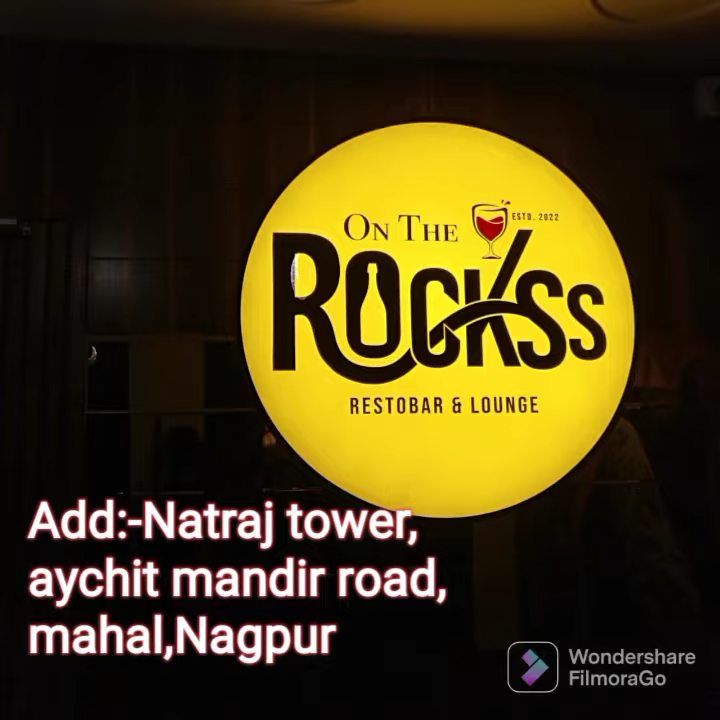 ON THE
ESTD. 2022
ROCKSS
RESTOBAR & LOUNGE
Add:-Natraj tower,
aychit mandir road,
mahal,Nagpur
Wondershare
FilmoraGo